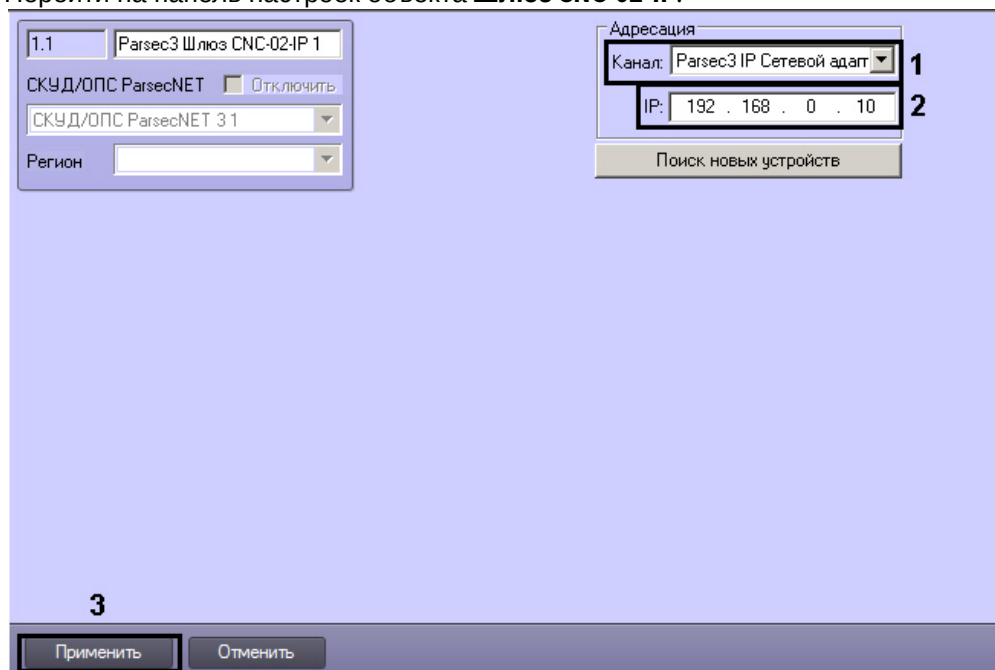 Перейти на панель настроек объекта Шлюз CNC-02-IP.
1.1 Parsec3 Шлюз CNC-02-IP 1
СКУД/ОПС ParsecNET Отключить
СКУД/ОПС ParsecNET 3 1
Регион
Адресация
Канал: Parsec3 IP Сетевой адапт 1
IP: 192 . 168 . 0 . 10 2
Поиск новых устройств
3
Применить Отменить